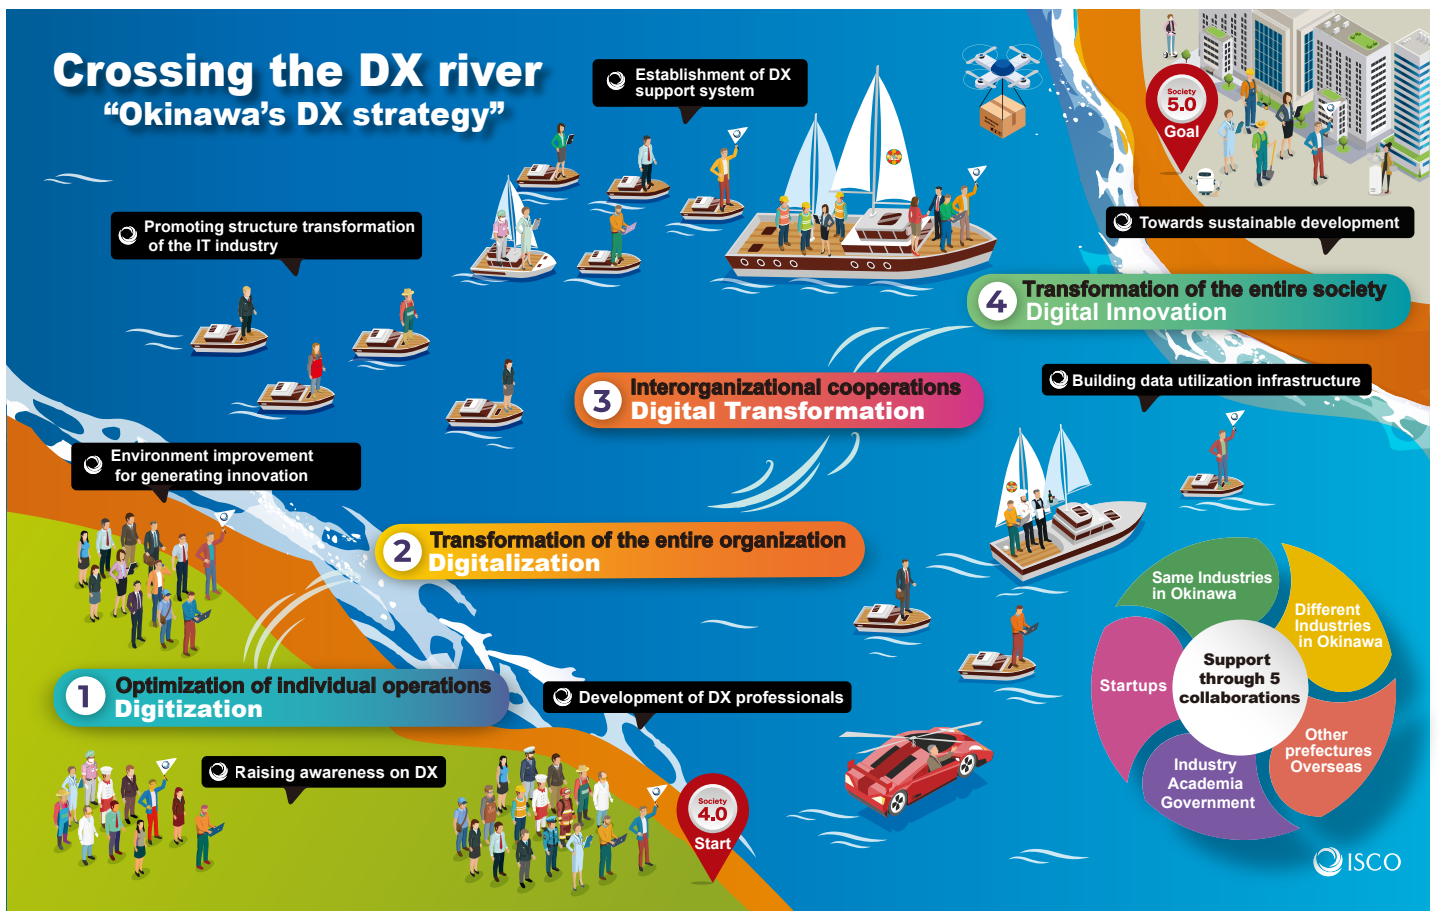 Crossing the DX river
“Okinawa’s DX strategy”
Establishment of DX
support system
Society
5.0
Goal
Promoting structure transformation
of the IT industry
Towards sustainable development
4
Transformation of the entire society
Digital Innovation
Building data utilization infrastructure
3
Interorganizational cooperations
Digital Transformation
Environment improvement
for generating innovation
2
Transformation of the entire organization
Digitalization
1
Optimization of individual operations
Digitization
Development of DX professionals
Raising awareness on DX
Society
4.0
Start
Same Industries
in Okinawa
Different
Industries
in Okinawa
Support
through 5
collaborations
Startups
Other
prefectures
Overseas
Industry
Academia
Government
ISCO